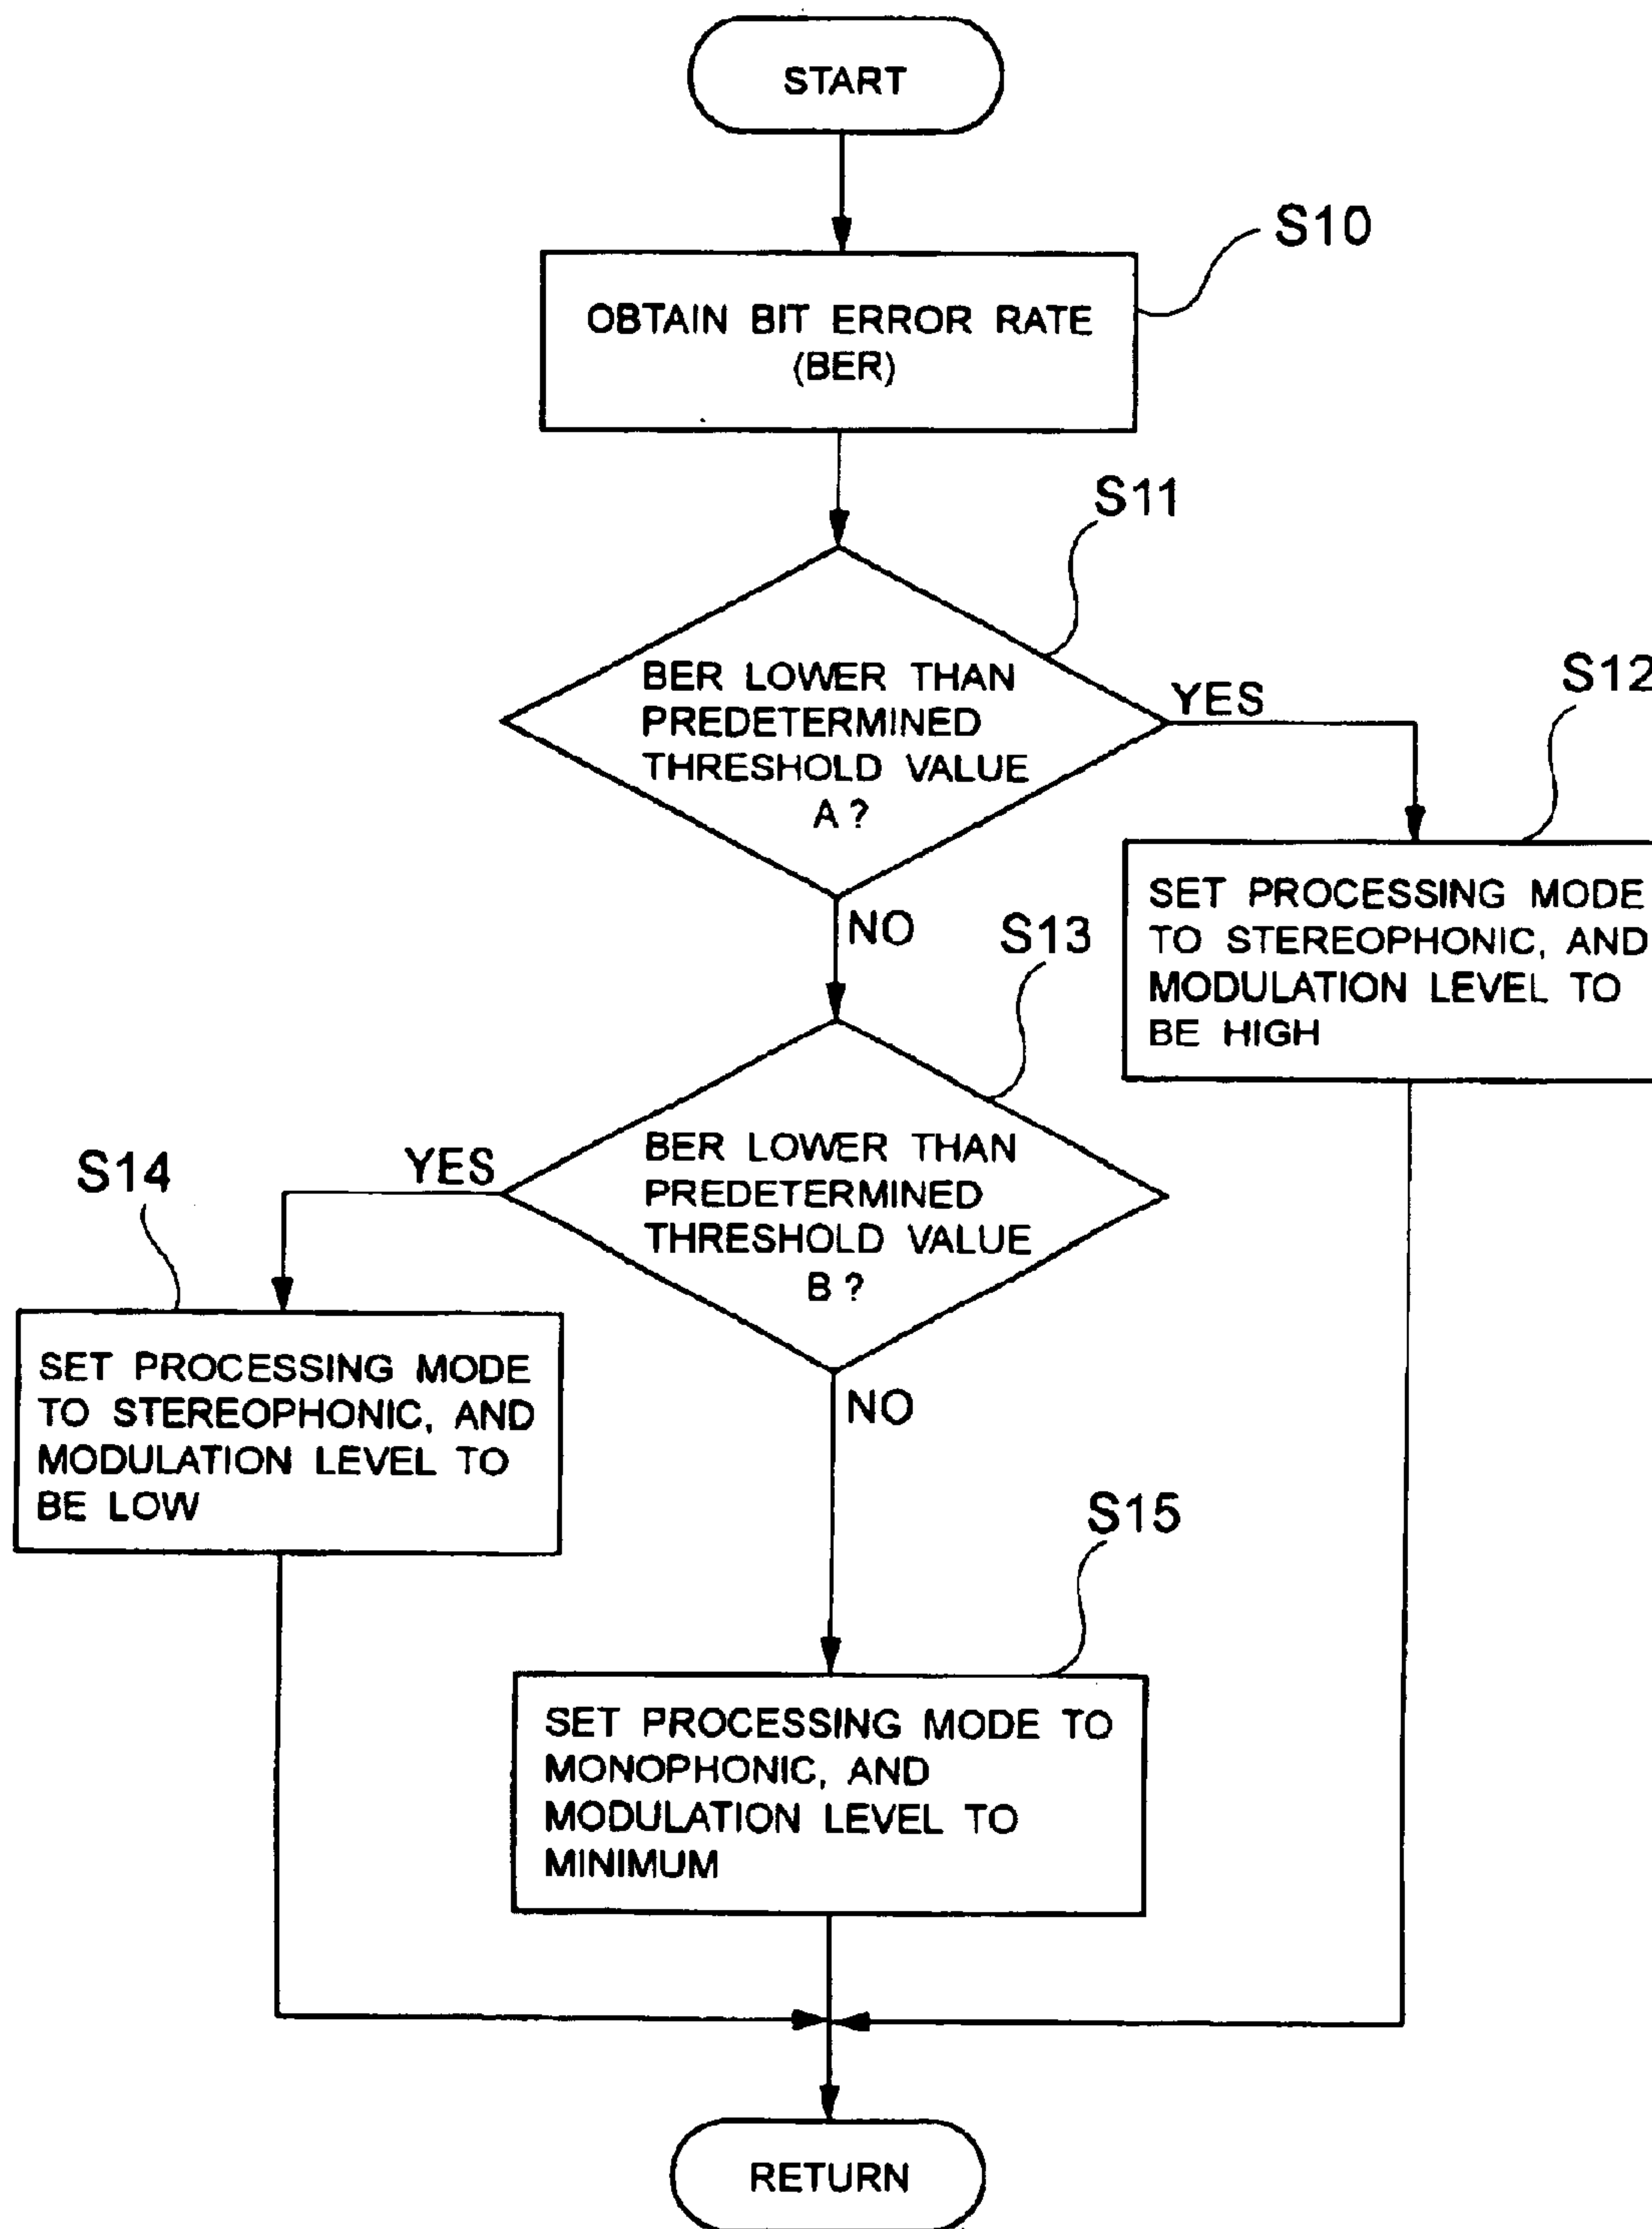 START
S10
OBTAIN BIT ERROR RATE
(BER)
S11
BER LOWER THAN
PREDETERMINED
THRESHOLD VALUE
A?
YES
S12
SET PROCESSING MODE
TO STEREOPHONIC, AND
MODULATION LEVEL TO
BE HIGH
NO
S13
BER LOWER THAN
PREDETERMINED
THRESHOLD VALUE
B?
YES
S14
SET PROCESSING MODE
TO STEREOPHONIC, AND
MODULATION LEVEL TO
BE LOW
NO
S15
SET PROCESSING MODE TO
MONOPHONIC, AND
MODULATION LEVEL TO
MINIMUM
RETURN